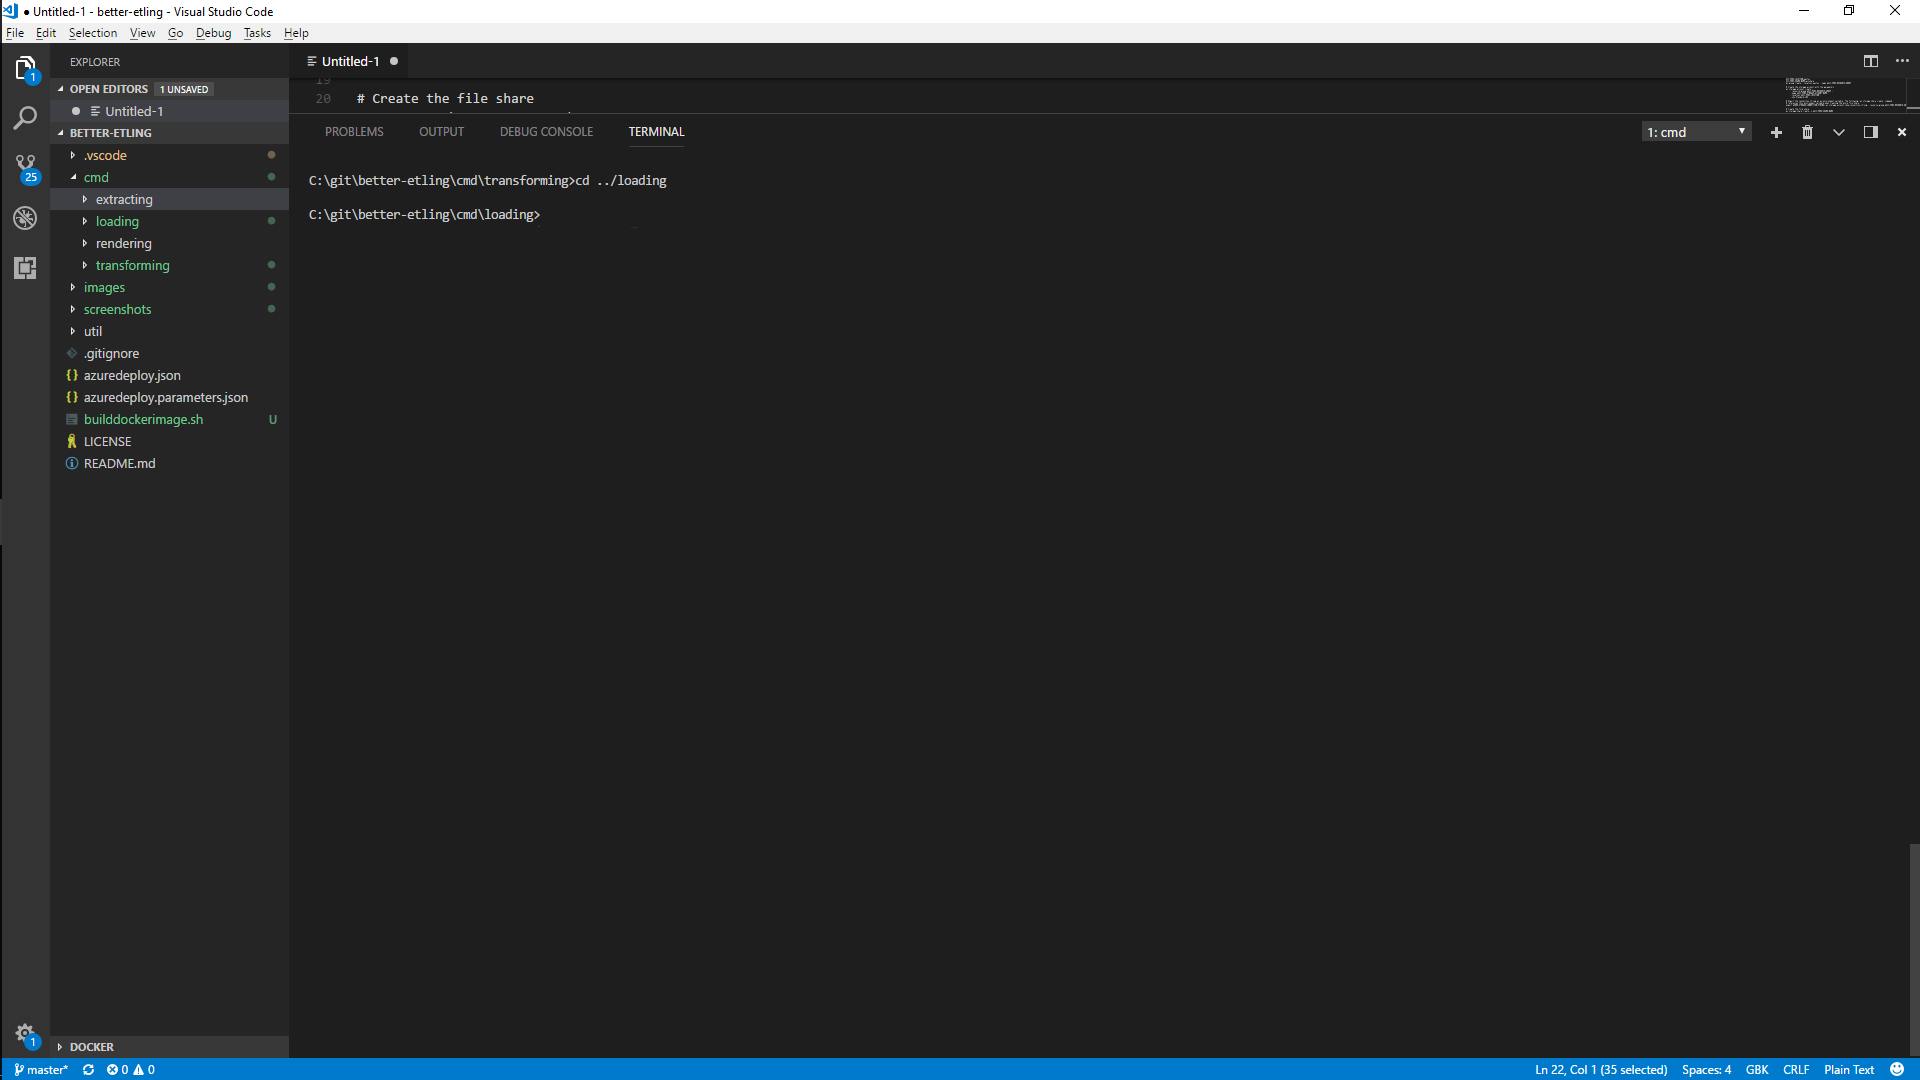 ● Untitled-1 - better-etling - Visual Studio Code
File Edit Selection View Go Debug Tasks Help
EXPLORER
OPEN EDITORS 1 UNSAVED
Untitled-1
BETTER-ETLING
.vscode
cmd
extracting
loading
rendering
transforming
images
screenshots
util
.gitignore
azuredeploy.json
azuredeploy.parameters.json
builddockerimage.sh U
LICENSE
README.md
DOCKER
1
25
1
Untitled-1
19
20 # Create the file share
PROBLEMS OUTPUT DEBUG CONSOLE TERMINAL
1: cmd
C:\git\better-etling\cmd\transforming>cd ../loading
C:\git\better-etling\cmd\loading>
master* 0 0
Ln 22, Col 1 (35 selected) Spaces: 4 GBK CRLF Plain Text